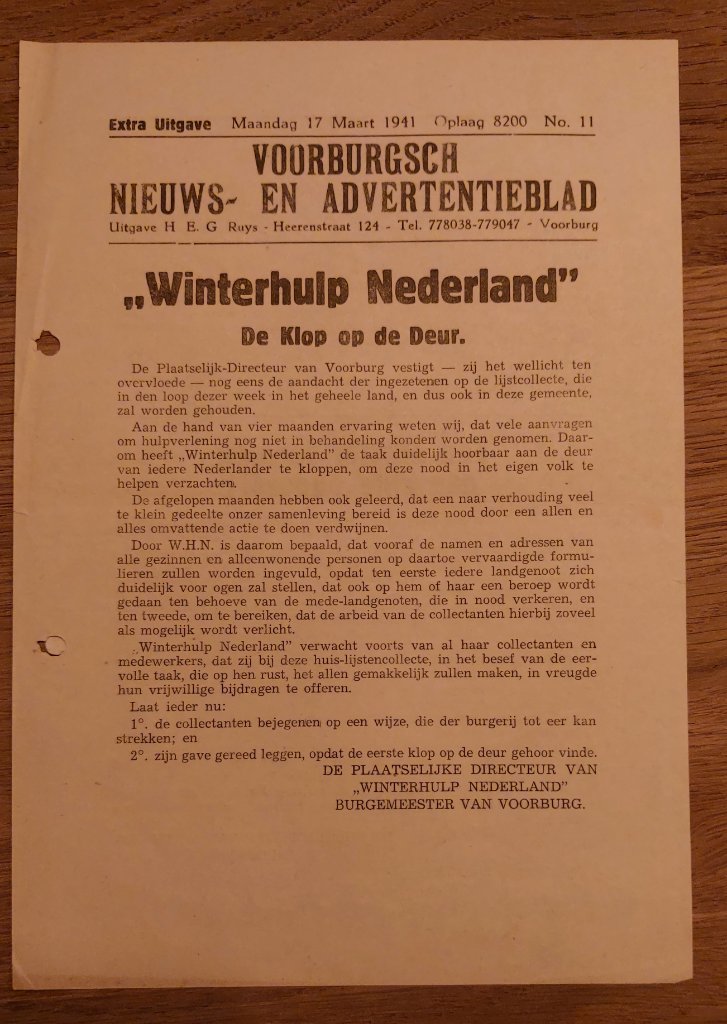 Extra Uitgave Maandag 17 Maart 1941 Oplaag 8200 No. 11
VOORBURGSCH
NIEUWS- EN ADVERTENTIEBLAD
Uitgave H E. G Ruys - Heerenstraat 124 - Tel. 778038-779047 - Voorburg
„Winterhulp Nederland”
De Klop op de Deur.
De Plaatselijk-Directeur van Voorburg vestigt — zij het wellicht ten
overvloede — nog eens de aandacht der ingezetenen op de lijstcollecte, die
in den loop dezer week in het geheele land, en dus ook in deze gemeente,
zal worden gehouden.
Aan de hand van vier maanden ervaring weten wij, dat vele aanvragen
om hulpverlening nog niet in behandeling konden worden genomen. Daar-
om heeft „Winterhulp Nederland” de taak duidelijk hoorbaar aan de deur
van iedere Nederlander te kloppen, om deze nood in het eigen volk te
helpen verzachten.
De afgelopen maanden hebben ook geleerd, dat een naar verhouding veel
te klein gedeelte onzer samenleving bereid is deze nood door een allen en
alles omvattende actie te doen verdwijnen.
Door W.H.N. is daarom bepaald, dat vooraf de namen en adressen van
alle gezinnen en alleenwonende personen op daartoe vervaardigde formu-
lieren zullen worden ingevuld, opdat ten eerste iedere landgenoot zich
duidelijk voor ogen zal stellen, dat ook op hem of haar een beroep wordt
gedaan ten behoeve van de mede-landgenoten, die in nood verkeren, en
ten tweede, om te bereiken, dat de arbeid van de collectanten hierbij zoveel
als mogelijk wordt verlicht.
„Winterhulp Nederland” verwacht voorts van al haar collectanten en
medewerkers, dat zij bij deze huis-lijstencollecte, in het besef van de eer-
volle taak, die op hen rust, het allen gemakkelijk zullen maken, in vreugde
hun vrijwillige bijdragen te offeren.
Laat ieder nu:
1°. de collectanten bejegenen op een wijze, die der burgerij tot eer kan
strekken; en
2°. zijn gave gereed leggen, opdat de eerste klop op de deur gehoor vinde.
DE PLAATSELIJKE DIRECTEUR VAN
„WINTERHULP NEDERLAND”
BURGEMEESTER VAN VOORBURG.